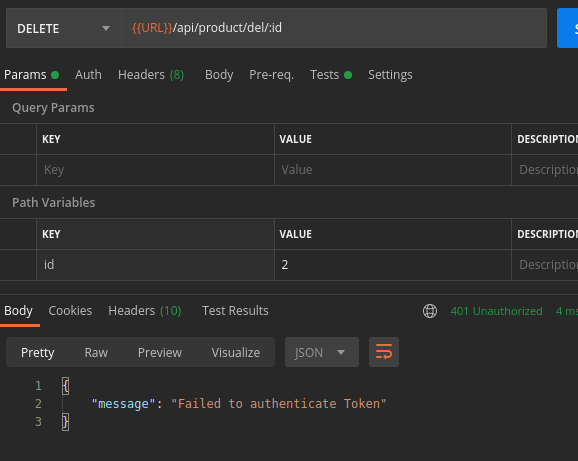 DELETE {{URL}}/api/product/del/:id S
Params Auth Headers (8) Body Pre-req. Tests Settings
Query Params
KEY VALUE DESCRIPTION
Key Value Description
Path Variables
KEY VALUE DESCRIPTION
id 2 Description
Body Cookies Headers (10) Test Results 401 Unauthorized 4 ms
Pretty Raw Preview Visualize JSON
1 {
2 "message": "Failed to authenticate Token"
3 }